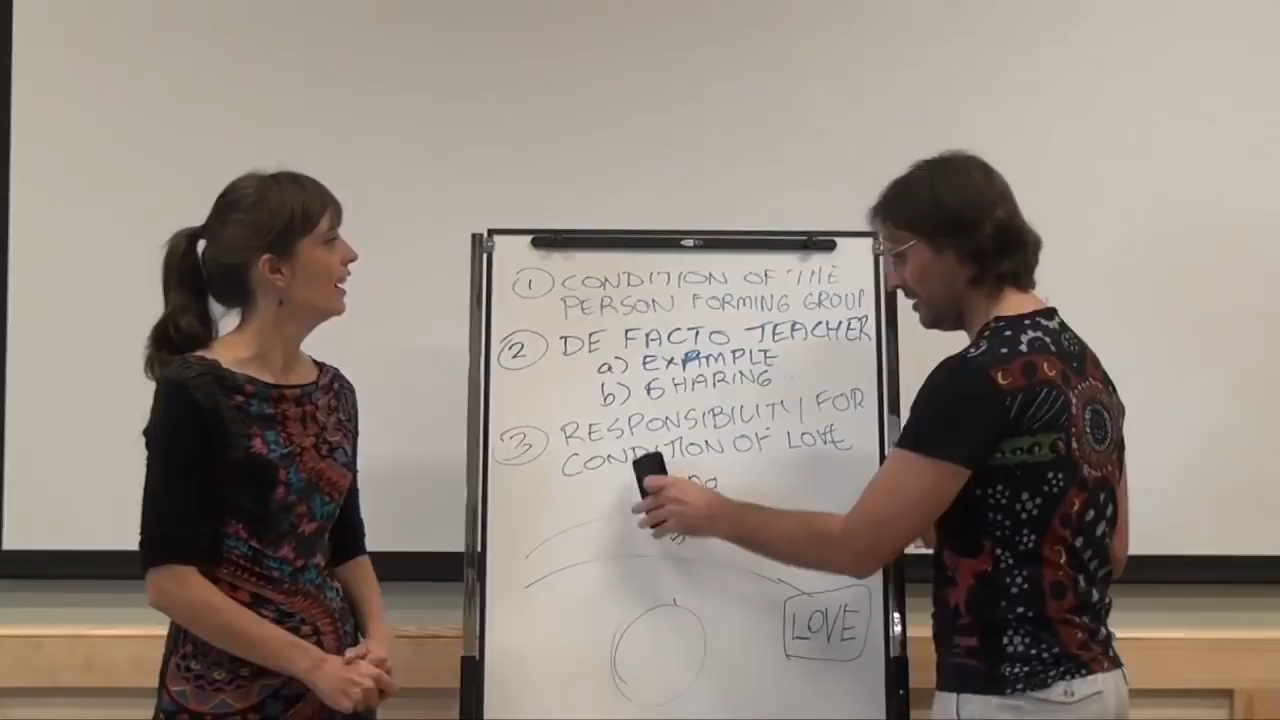 1 CONDITION OF THE
PERSON FORMING GROUP
2 DE FACTO TEACHER
a) EXAMPLE
b) SHARING
3 RESPONSIBILITY FOR
CONDITION OF LOVE
LOVE